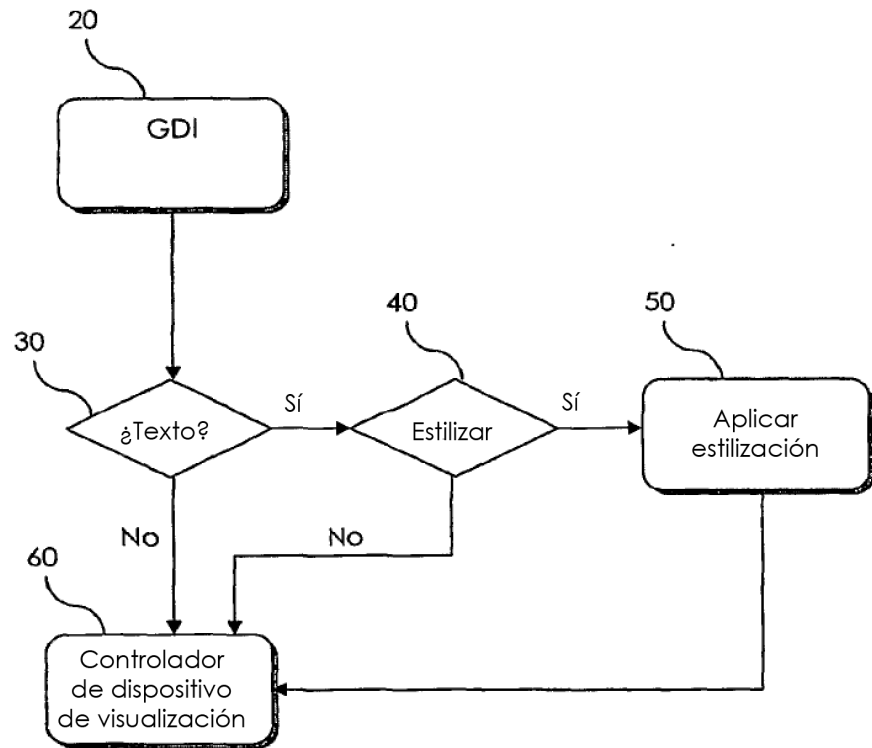 20
GDI
30
¿Texto?
Sí
40
Estilizar
Sí
50
Aplicar
estilización
No
No
60
Controlador
de dispositivo
de visualización